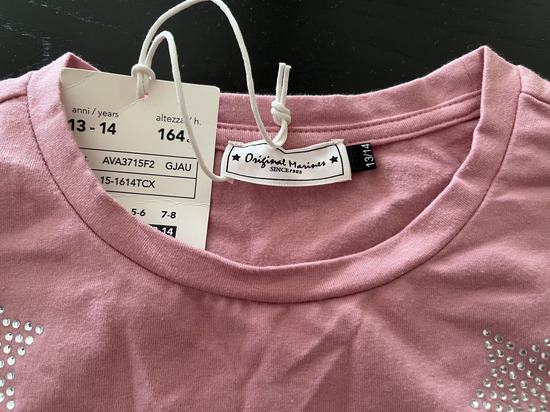 anni / years
altezza / h.
13 - 14
164
AVA3715F2 GJAU
15-1614TCX
5-6 7-8
14
★ Original Marines ★
SINCE 1983
13/14